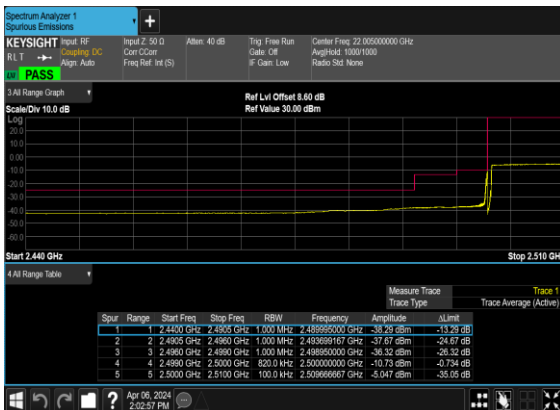 Spectrum Analyzer 1
Spurious Emissions
KEYSIGHT Input: RF Input Z: 50 Ω Atten: 40 dB Trig: Free Run Center Freq: 22.005000000 GHz
RLT Coupling: DC Corr CCorr Gate: Off Avg|Hold: 1000/1000
Align: Auto Freq Ref: Int (S) IF Gain: Low Radio Std: None
PASS
3 All Range Graph
Ref Lvl Offset 8.60 dB
Scale/Div 10.0 dB Ref Value 30.00 dBm
Log
20.0
10.0
0.00
-10.0
-20.0
-30.0
-40.0
-50.0
-60.0
Start 2.440 GHz Stop 2.510 GH
4 All Range Table
Measure Trace Trace 1
Trace Type Trace Average (Active)
Spur Range Start Freq Stop Freq RBW Frequency Amplitude ΔLimit
1 1 2.4400 GHz 2.4905 GHz 1.000 MHz 2.489995000 GHz -38.29 dBm -13.29 dB
2 2 2.4905 GHz 2.4960 GHz 1.000 MHz 2.493699167 GHz -37.67 dBm -24.67 dB
3 3 2.4960 GHz 2.4990 GHz 1.000 MHz 2.498950000 GHz -36.32 dBm -26.32 dB
4 4 2.4990 GHz 2.5000 GHz 820.0 kHz 2.500000000 GHz -10.73 dBm -0.734 dB
5 5 2.5000 GHz 2.5100 GHz 100.0 kHz 2.509666667 GHz -5.047 dBm -35.05 dB
Apr 06, 2024
2:02:57 PM